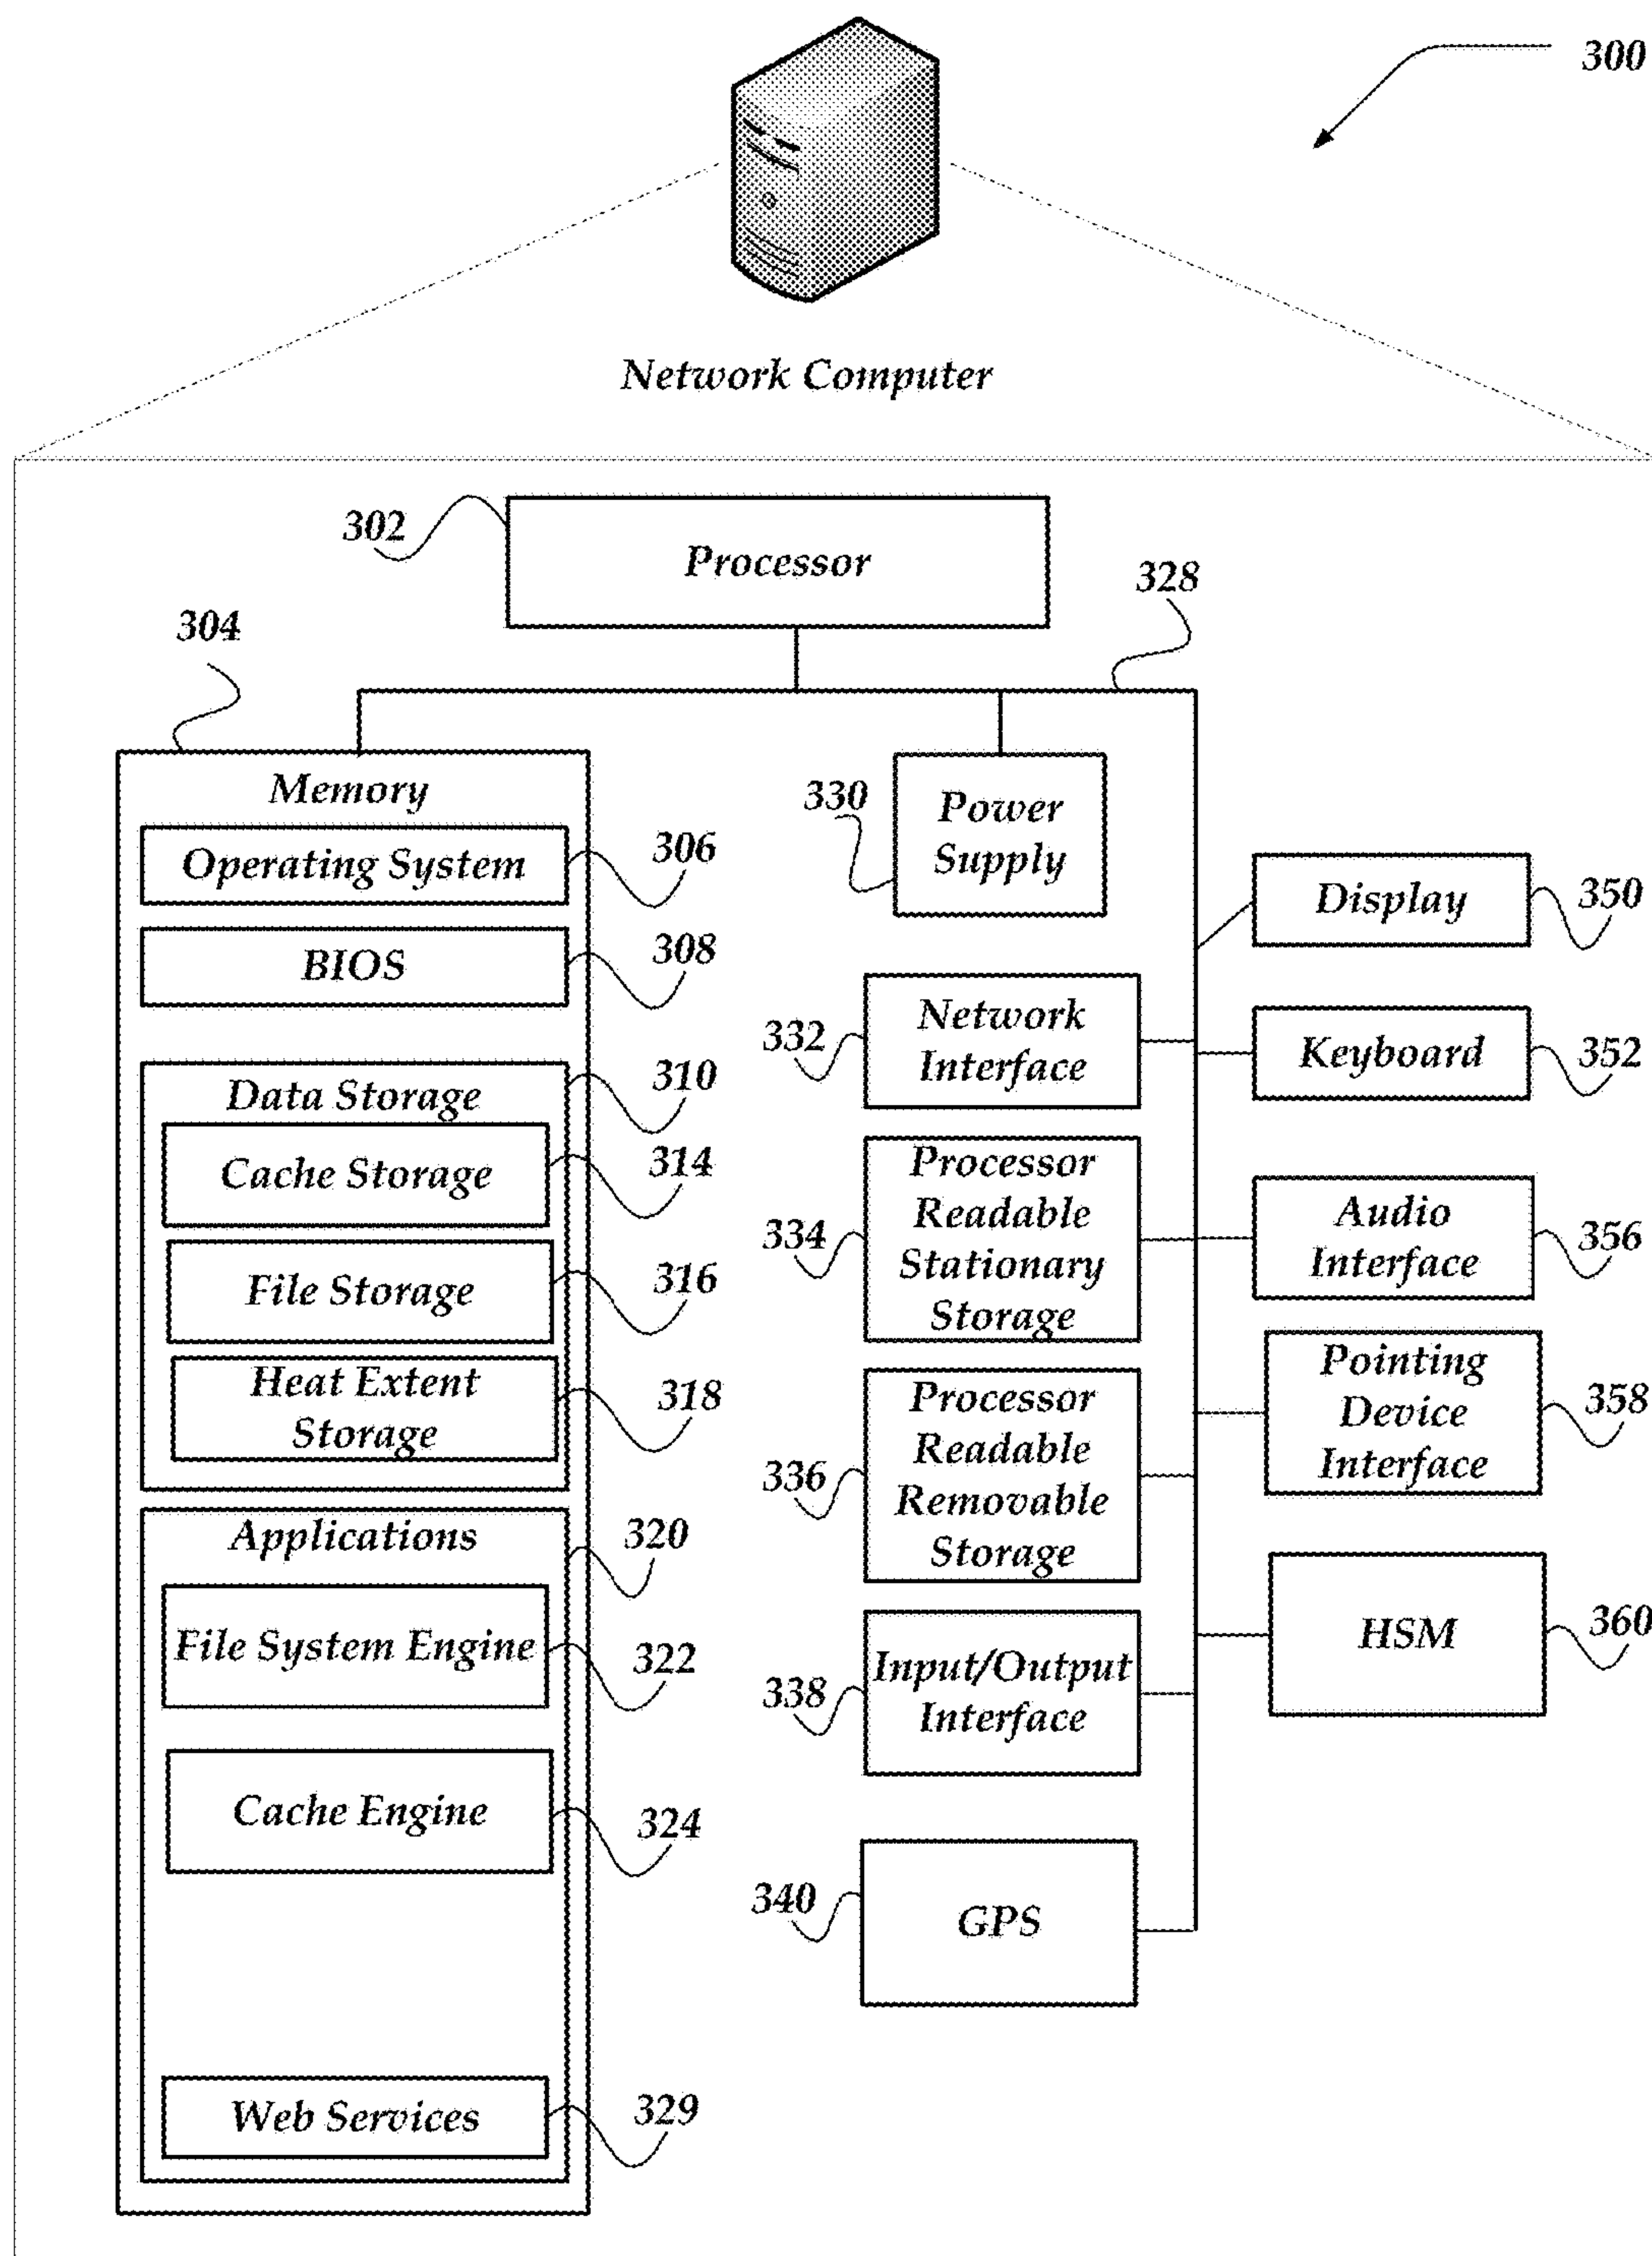 300
Network Computer
302
Processor
328
304
Memory
Operating System
306
BIOS
308
Data Storage
310
Cache Storage
314
File Storage
316
Heat Extent
Storage
318
Applications
320
File System Engine
322
Cache Engine
324
Web Services
329
330
Power
Supply
332
Network
Interface
334
Processor
Readable
Stationary
Storage
336
Processor
Readable
Removable
Storage
338
Input/Output
Interface
340
GPS
Display
350
Keyboard
352
Audio
Interface
356
Pointing
Device
Interface
358
HSM
360